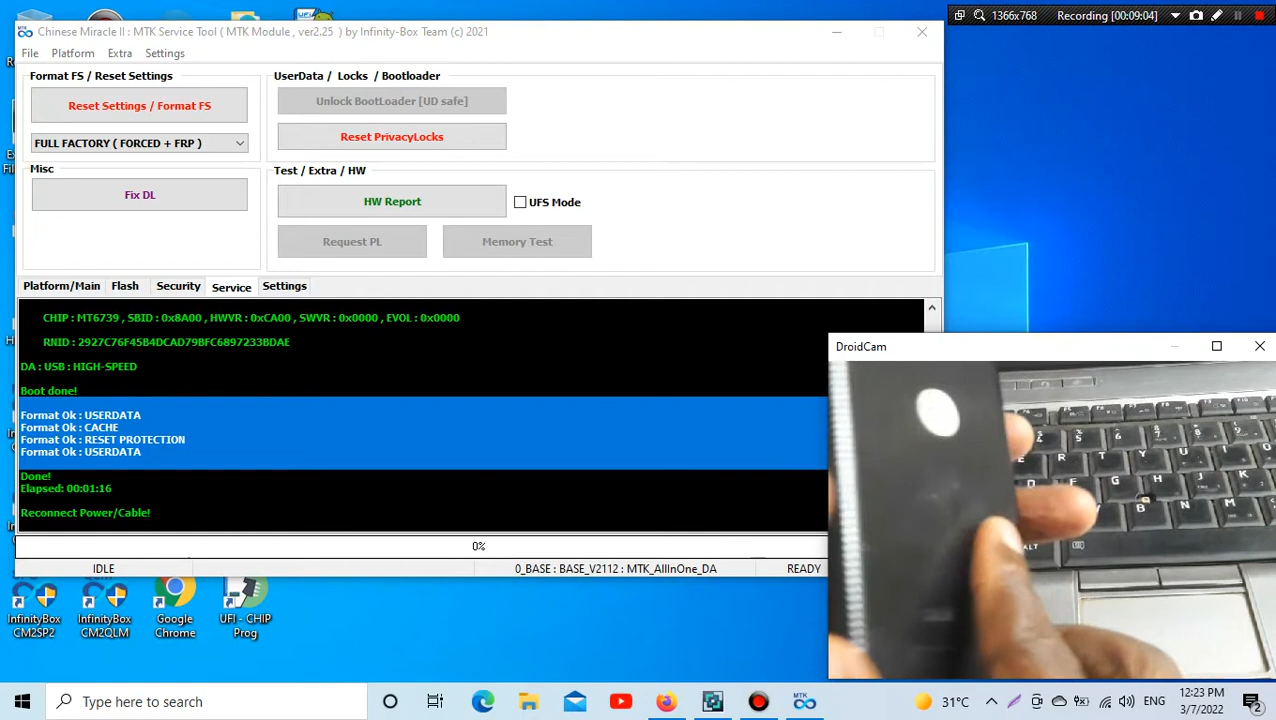 1366x768
Recording [00:09:04]
Chinese Miracle II : MTK Service Tool ( MTK Module , ver2.25 ) by Infinity-Box Team (c) 2021
File Platform Extra Settings
Format FS / Reset Settings
Reset Settings / Format FS
FULL FACTORY ( FORCED + FRP )
Misc
Fix DL
UserData / Locks / Bootloader
Unlock BootLoader [UD safe]
Reset PrivacyLocks
Test / Extra / HW
HW Report
UFS Mode
Request PL
Memory Test
Platform/Main Flash Security Service Settings
CHIP : MT6739 , SBID : 0x8A00 , HWVR : 0xCA00 , SWVR : 0x0000 , EVOL : 0x0000
RNID : 2927C76F45B4DCAD79BFC6897233BDAE
DA : USB : HIGH-SPEED
Boot done!
Format Ok : USERDATA
Format Ok : CACHE
Format Ok : RESET PROTECTION
Format Ok : USERDATA
Done!
Elapsed: 00:01:16
Reconnect Power/Cable!
0%
IDLE
0_BASE : BASE_V2112 : MTK_AllInOne_DA
READY
DroidCam
InfinityBox
CM2SP2
InfinityBox
CM2QLM
Google
Chrome
UFI - CHIP
Prog
Type here to search
31°C
ENG
12:23 PM
3/7/2022
2